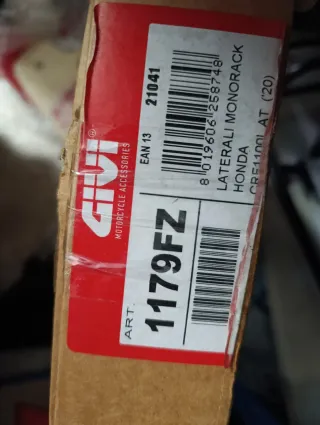 GIVI®
MOTORCYCLE ACCESSORIES
EAN 13
21041
8 019606 258748
LATERALI MONORACK
HONDA
CRF1100L AT (20)
ART.
1179FZ